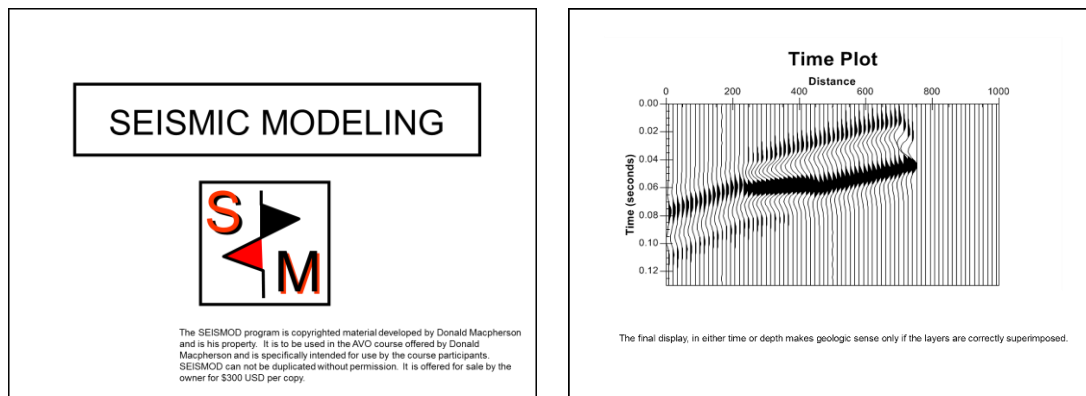 SEISMIC MODELING
S
M
The SEISMOD program is copyrighted material developed by Donald Macpherson
and is his property. It is to be used in the AVO course offered by Donald
Macpherson and is specifically intended for use by the course participants.
SEISMOD can not be duplicated without permission. It is offered for sale by the
owner for $300 USD per copy.
Time Plot
Distance
0 200 400 600 800 1000
Time (seconds)
0.00
0.02
0.04
0.06
0.08
0.10
0.12
The final display, in either time or depth makes geologic sense only if the layers are correctly superimposed.